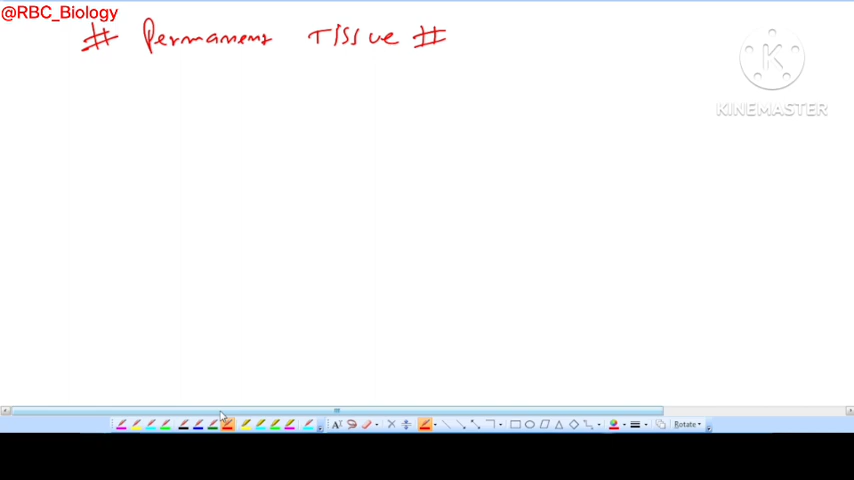 @RBC_Biology
# Permanent Tissue #
KINEMASTER
Rotate